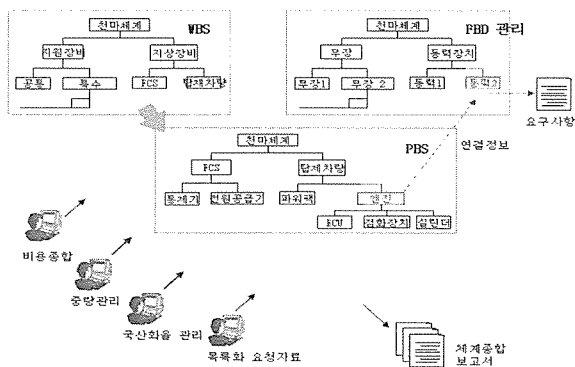 천마체계
WBS
지원장비
지상장비
공통
특수
FCS
탑재차량
천마체계
FBD 관리
무장
동력장치
무장1
무장 2
동력1
동력2
요구사항
연결정보
천마체계
PBS
FCS
탑재차량
통제기
전원공급기
파워팩
엔진
ECU
점화장치
실린더
비용종합
중량관리
국산화율 관리
목록화 요청자료
체계종합
보고서